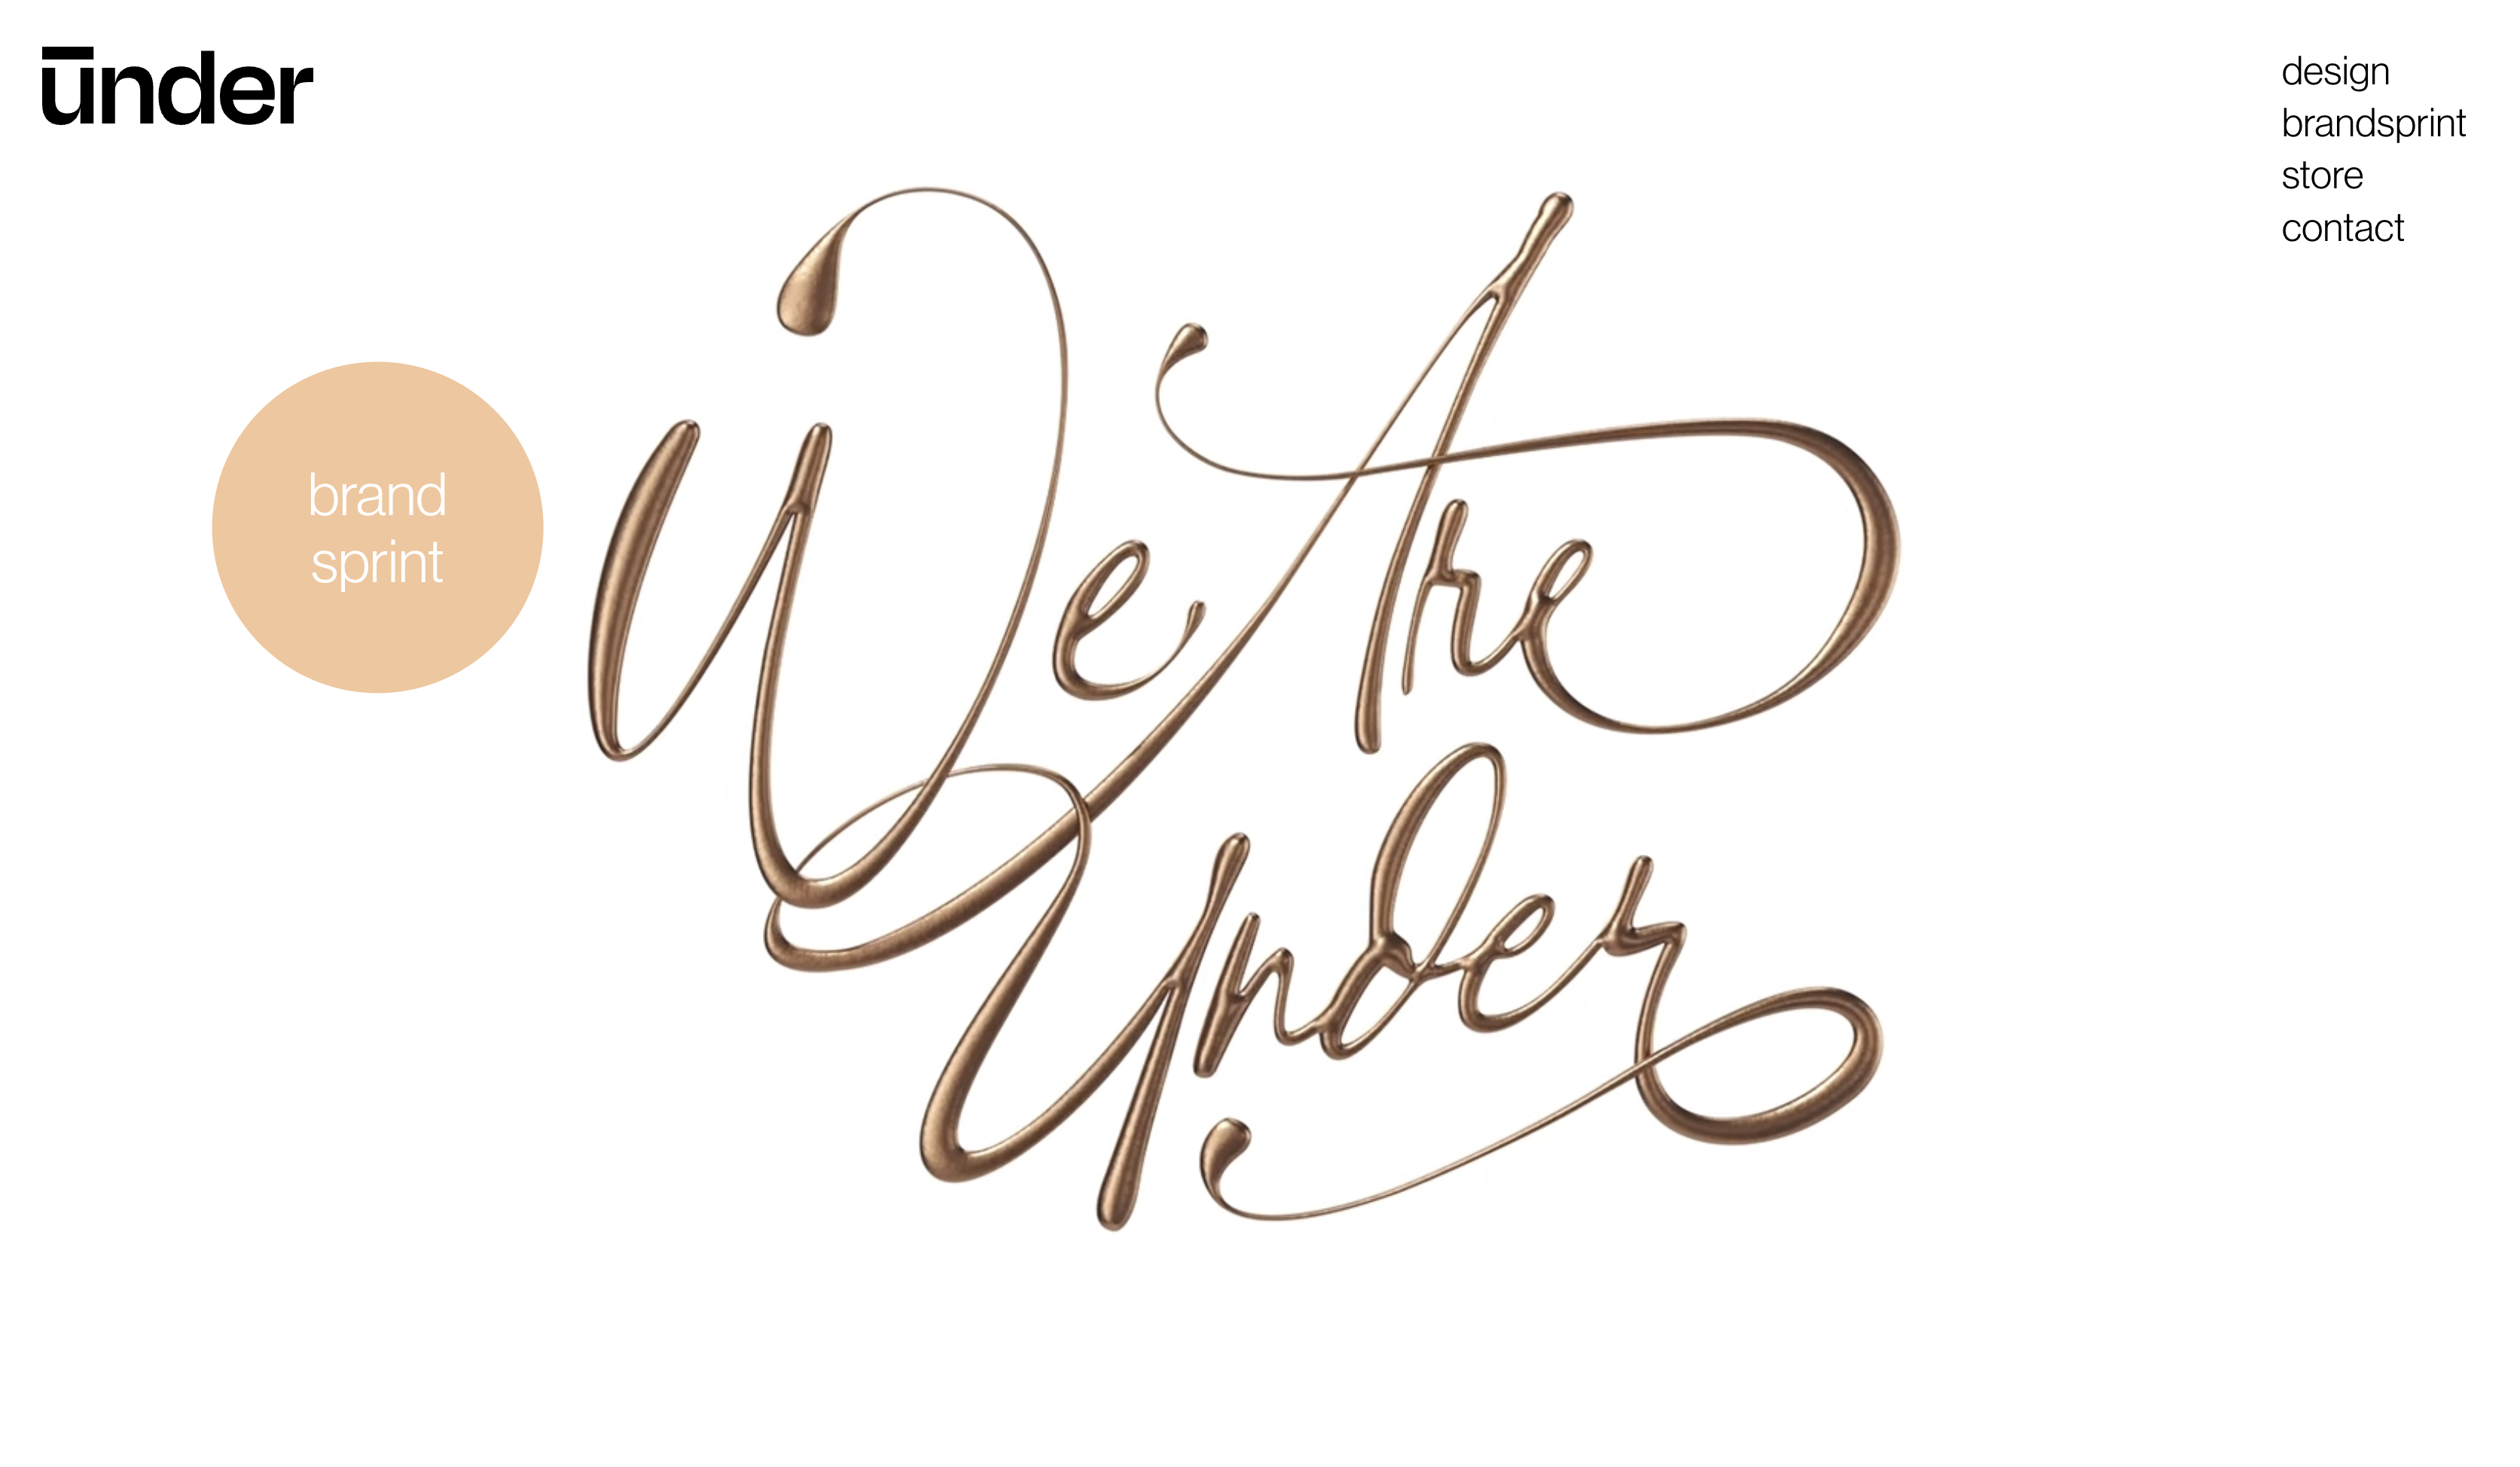 ūnder
design
brandsprint
store
contact
brand
sprint
We Are
Under